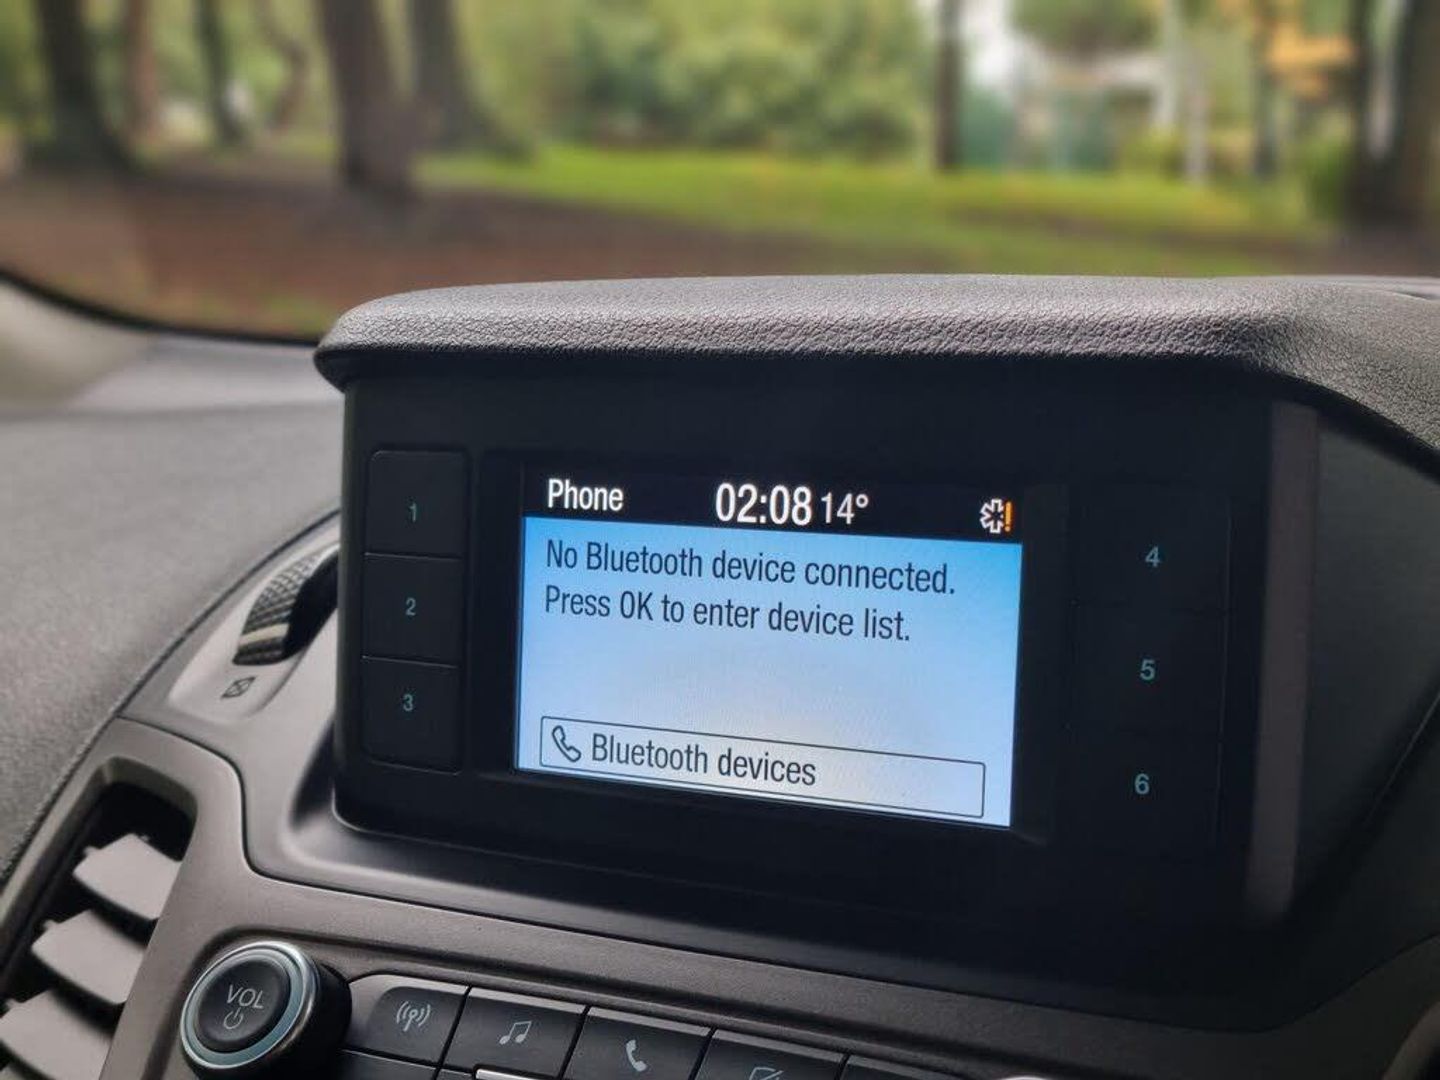 Phone 02:08 14°
No Bluetooth device connected.
Press OK to enter device list.
Bluetooth devices
1
2
3
4
5
6
VOL